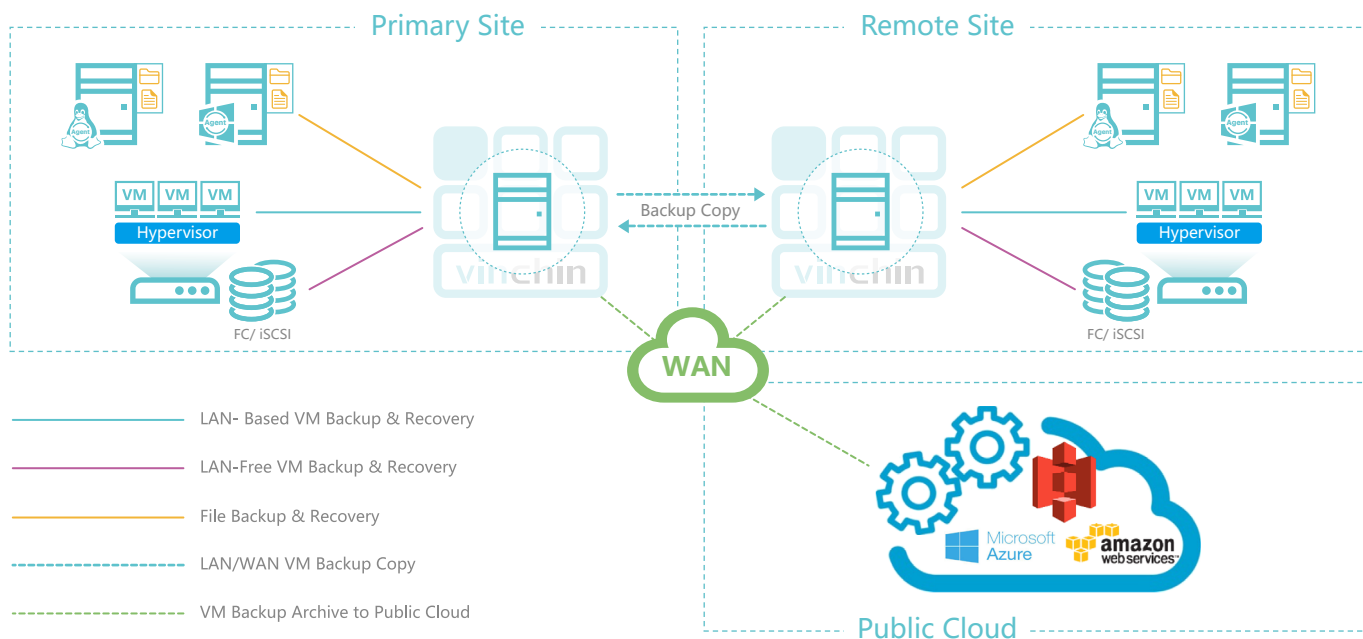 Primary Site
Remote Site
Agent
Agent
Agent
Agent
VM VM VM
Hypervisor
VM VM VM
Hypervisor
Backup Copy
vinchin
vinchin
FC/ iSCSI
FC/ iSCSI
WAN
LAN- Based VM Backup & Recovery
LAN-Free VM Backup & Recovery
File Backup & Recovery
LAN/WAN VM Backup Copy
VM Backup Archive to Public Cloud
Microsoft
Azure
amazon
webservices™
Public Cloud